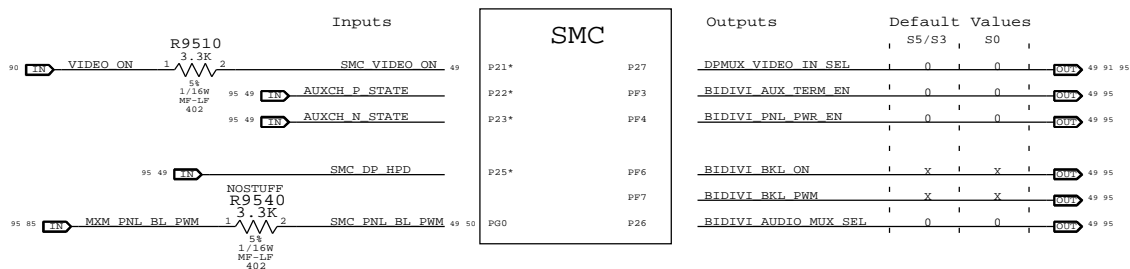 Inputs SMC Outputs Default Values
S5/S3 S0
R9510
3.3K
90 IN VIDEO_ON 1 2 SMC_VIDEO_ON 49 P21* P27 DPMUX_VIDEO_IN_SEL 0 0 OUT 49 91 95
5%
1/16W
MF-LF
402
95 49 IN AUXCH_P_STATE P22* PF3 BIDIVI_AUX_TERM_EN 0 0 OUT 49 95
95 49 IN AUXCH_N_STATE P23* PF4 BIDIVI_PNL_PWR_EN 0 0 OUT 49 95
95 49 IN SMC_DP_HPD P25* PF6 BIDIVI_BKL_ON X X OUT 49 95
NOSTUFF
R9540
3.3K
PF7 BIDIVI_BKL_PWM X X OUT 49 95
95 85 IN MXM_PNL_BL_PWM 1 2 SMC_PNL_BL_PWM 49 50 PG0 P26 BIDIVI_AUDIO_MUX_SEL 0 0 OUT 49 95
5%
1/16W
MF-LF
402